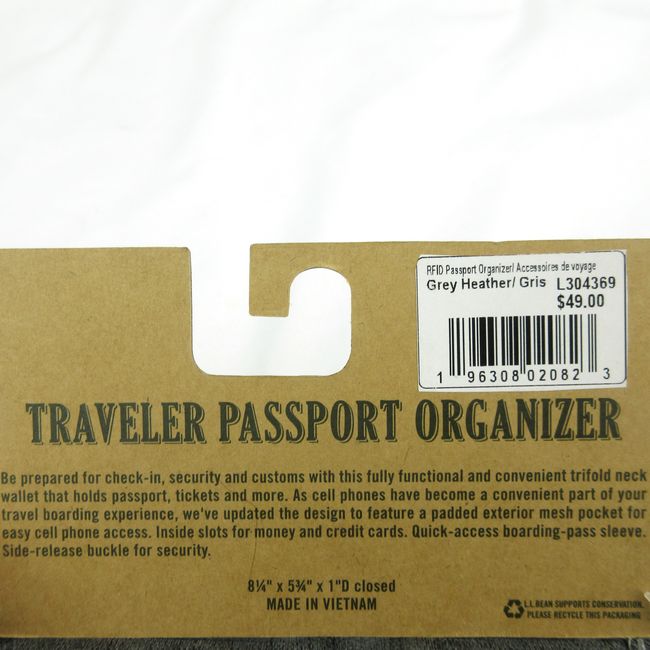 RFID Passport Organizer/ Accessoires de voyage
Grey Heather/ Gris L304369
$49.00
1 96308 02082 3
TRAVELER PASSPORT ORGANIZER
Be prepared for check-in, security and customs with this fully functional and convenient trifold neck
wallet that holds passport, tickets and more. As cell phones have become a convenient part of your
travel boarding experience, we've updated the design to feature a padded exterior mesh pocket for
easy cell phone access. Inside slots for money and credit cards. Quick-access boarding-pass sleeve.
Side-release buckle for security.
8¼" x 5¾" x 1"D closed
MADE IN VIETNAM
L.L.BEAN SUPPORTS CONSERVATION.
PLEASE RECYCLE THIS PACKAGING